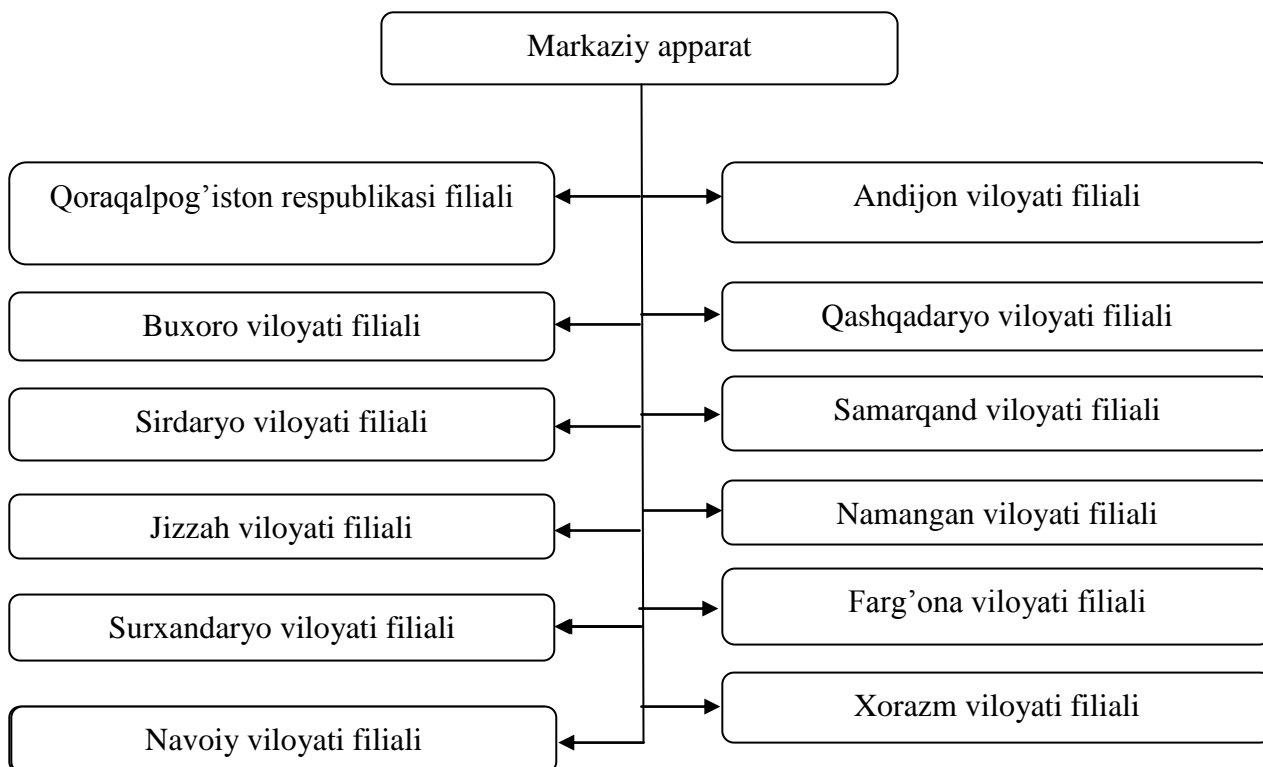 Markaziy apparat
Qoraqalpog’iston respublikasi filiali
Andijon viloyati filiali
Buxoro viloyati filiali
Qashqadaryo viloyati filiali
Sirdaryo viloyati filiali
Samarqand viloyati filiali
Jizzah viloyati filiali
Namangan viloyati filiali
Surxandaryo viloyati filiali
Farg’ona viloyati filiali
Navoiy viloyati filiali
Xorazm viloyati filiali